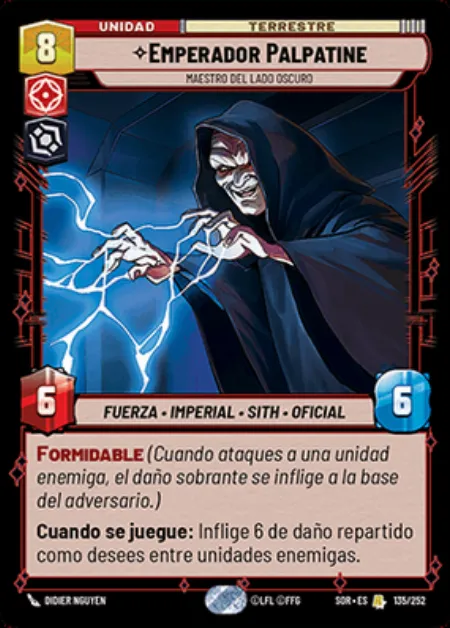 UNIDAD
TERRESTRE
8
EMPERADOR PALPATINE
MAESTRO DEL LADO OSCURO
6
FUERZA • IMPERIAL • SITH • OFICIAL
6
FORMIDABLE (Cuando ataques a una unidad
enemiga, el daño sobrante se inflige a la base
del adversario.)
Cuando se juegue: Inflige 6 de daño repartido
como desees entre unidades enemigas.
DIDIER NGUYEN
©LFL ©FFG
SOR • ES
135/252